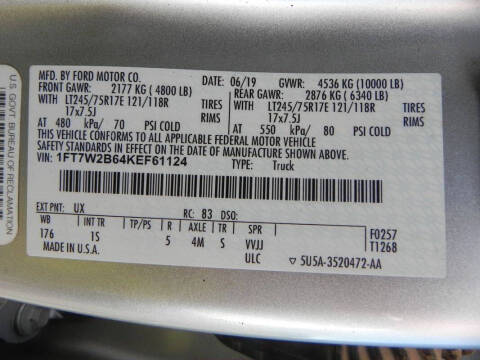 U.S. GOVT. BUREAU OF RECLAMATION
MFD. BY FORD MOTOR CO.
DATE: 06/19 GVWR: 4536 KG (10000 LB)
FRONT GAWR: 2177 KG (4800 LB) REAR GAWR: 2876 KG (6340 LB)
WITH LT245/75R17E 121/118R TIRES WITH LT245/75R17E 121/118R TIRES
17x7.5J RIMS 17x7.5J RIMS
AT 480 kPa/ 70 PSI COLD AT 550 kPa/ 80 PSI COLD
THIS VEHICLE CONFORMS TO ALL APPLICABLE FEDERAL MOTOR VEHICLE
SAFETY STANDARDS IN EFFECT ON THE DATE OF MANUFACTURE SHOWN ABOVE.
VIN: 1FT7W2B64KEF61124 TYPE: Truck
EXT PNT: UX RC: 83 DSO: F0257
WB INT TR TP/PS R AXLE TR SPR T1268
176 1S 5 4M S VVJJ
MADE IN U.S.A. ULC ▽ 5U5A-3520472-AA